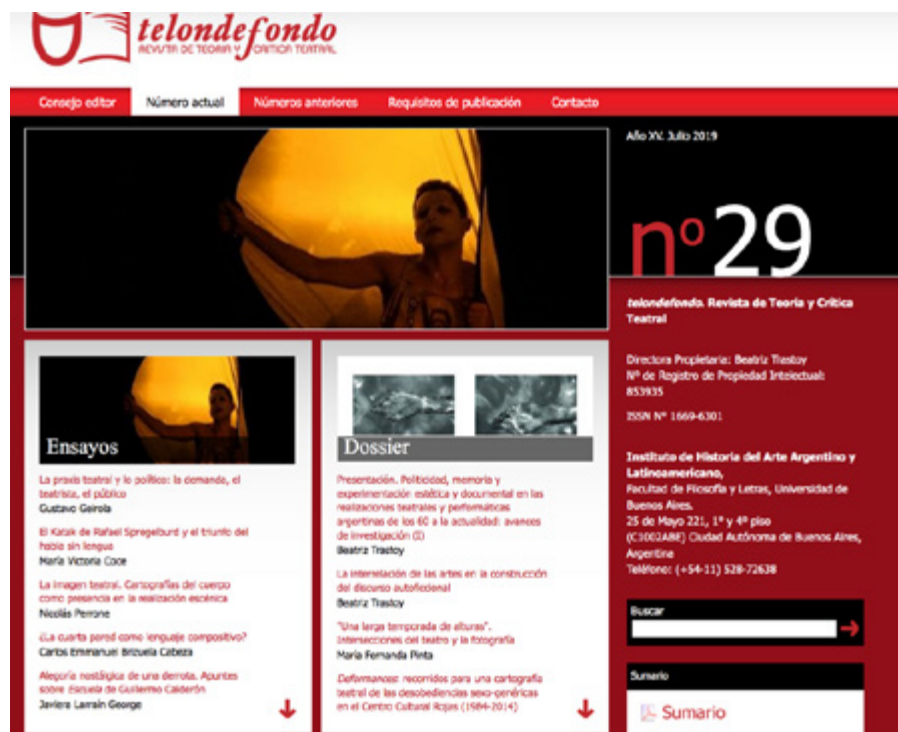 telondefondo
REVISTA DE TEORIA Y CRITICA TEATRAL
Consejo editor
Número actual
Números anteriores
Requisitos de publicación
Contacto
Año XV. Julio 2019
nº29
telondefondo. Revista de Teoría y Crítica
Teatral
Directora Propietaria: Beatriz Trastoy
Nº de Registro de Propiedad Intelectual:
853935
ISSN Nº 1669-6301
Instituto de Historia del Arte Argentino y
Latinoamericano,
Facultad de Filosofía y Letras, Universidad de
Buenos Aires.
25 de Mayo 221, 1º y 4º piso
(C1002ABE) Ciudad Autónoma de Buenos Aires,
Argentina
Teléfono: (+54-11) 528-72638
Buscar
Sumario
Sumario
Ensayos
La praxis teatral y lo político: la demanda, el
teatrista, el público
Gustavo Geirola
El Katak de Rafael Spregelburd y el triunfo del
habla sin lengua
María Victoria Coce
La imagen teatral. Cartografías del cuerpo
como presencia en la realización escénica
Nicolás Perrone
¿La cuarta pared como lenguaje compositivo?
Carlos Emmanuel Brizuela Cabeza
Alegoría nostálgica de una derrota. Apuntes
sobre Escuela de Guillermo Calderón
Javiera Larraín George
Dossier
Presentación. Politicidad, memoria y
experimentación estética y documental en las
realizaciones teatrales y performáticas
argentinas de los 60 a la actualidad: avances
de investigación (I)
Beatriz Trastoy
La interrelación de las artes en la construcción
del discurso autoficcional
Beatriz Trastoy
"Una larga temporada de alturas".
Intersecciones del teatro y la fotografía
María Fernanda Pinta
Deformances: recorridos para una cartografía
teatral de las desobediencias sexo-genéricas
en el Centro Cultural Rojas (1984-2014)